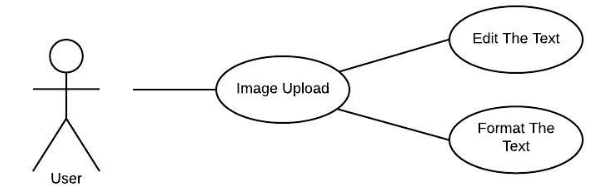 Edit The Text
Image Upload
Format The
Text
User